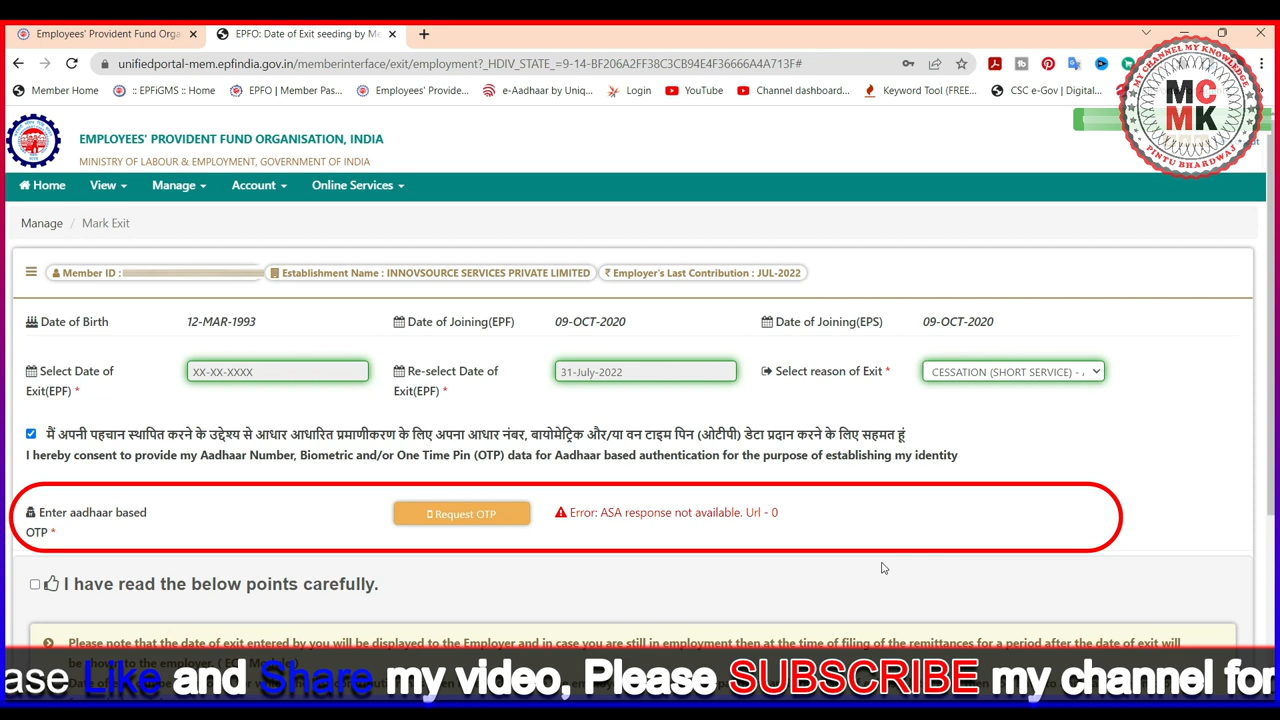 Employees' Provident Fund Orga
EPFO: Date of Exit seeding by Me
unifiedportal-mem.epfindia.gov.in/memberinterface/exit/employment?_HDIV_STATE_=9-14-BF206A2FF38C3CB94E4F36F66A4A713F#
Member Home
:: EPFiGMS :: Home
EPFO | Member Pas...
Employees' Provide...
e-Aadhaar by Uniq...
Login
YouTube
Channel dashboard...
Keyword Tool (FREE...
CSC e-Gov | Digital...
MY CHANNEL MY KNOWLEDGE
MC
MK
PINTU BHARDWAJ
EMPLOYEES' PROVIDENT FUND ORGANISATION, INDIA
MINISTRY OF LABOUR & EMPLOYMENT, GOVERNMENT OF INDIA
Home View Manage Account Online Services
Manage / Mark Exit
Member ID : Establishment Name : INNOVSOURCE SERVICES PRIVATE LIMITED ₹ Employer's Last Contribution : JUL-2022
Date of Birth 12-MAR-1993 Date of Joining(EPF) 09-OCT-2020 Date of Joining(EPS) 09-OCT-2020
Select Date of Exit(EPF) * XX-XX-XXXX Re-select Date of Exit(EPF) * 31-July-2022 Select reason of Exit * CESSATION (SHORT SERVICE) -
मैं अपनी पहचान स्थापित करने के उद्देश्य से आधार आधारित प्रमाणीकरण के लिए अपना आधार नंबर, बायोमेट्रिक और/या वन टाइम पिन (ओटीपी) डेटा प्रदान करने के लिए सहमत हूं
I hereby consent to provide my Aadhaar Number, Biometric and/or One Time Pin (OTP) data for Aadhaar based authentication for the purpose of establishing my identity
Enter aadhaar based OTP * Request OTP Error: ASA response not available. Url - 0
I have read the below points carefully.
Please note that the date of exit entered by you will be displayed to the Employer and in case you are still in employment then at the time of filing of the remittances for a period after the date of exit will
ase Like and Share my video, Please SUBSCRIBE my channel for